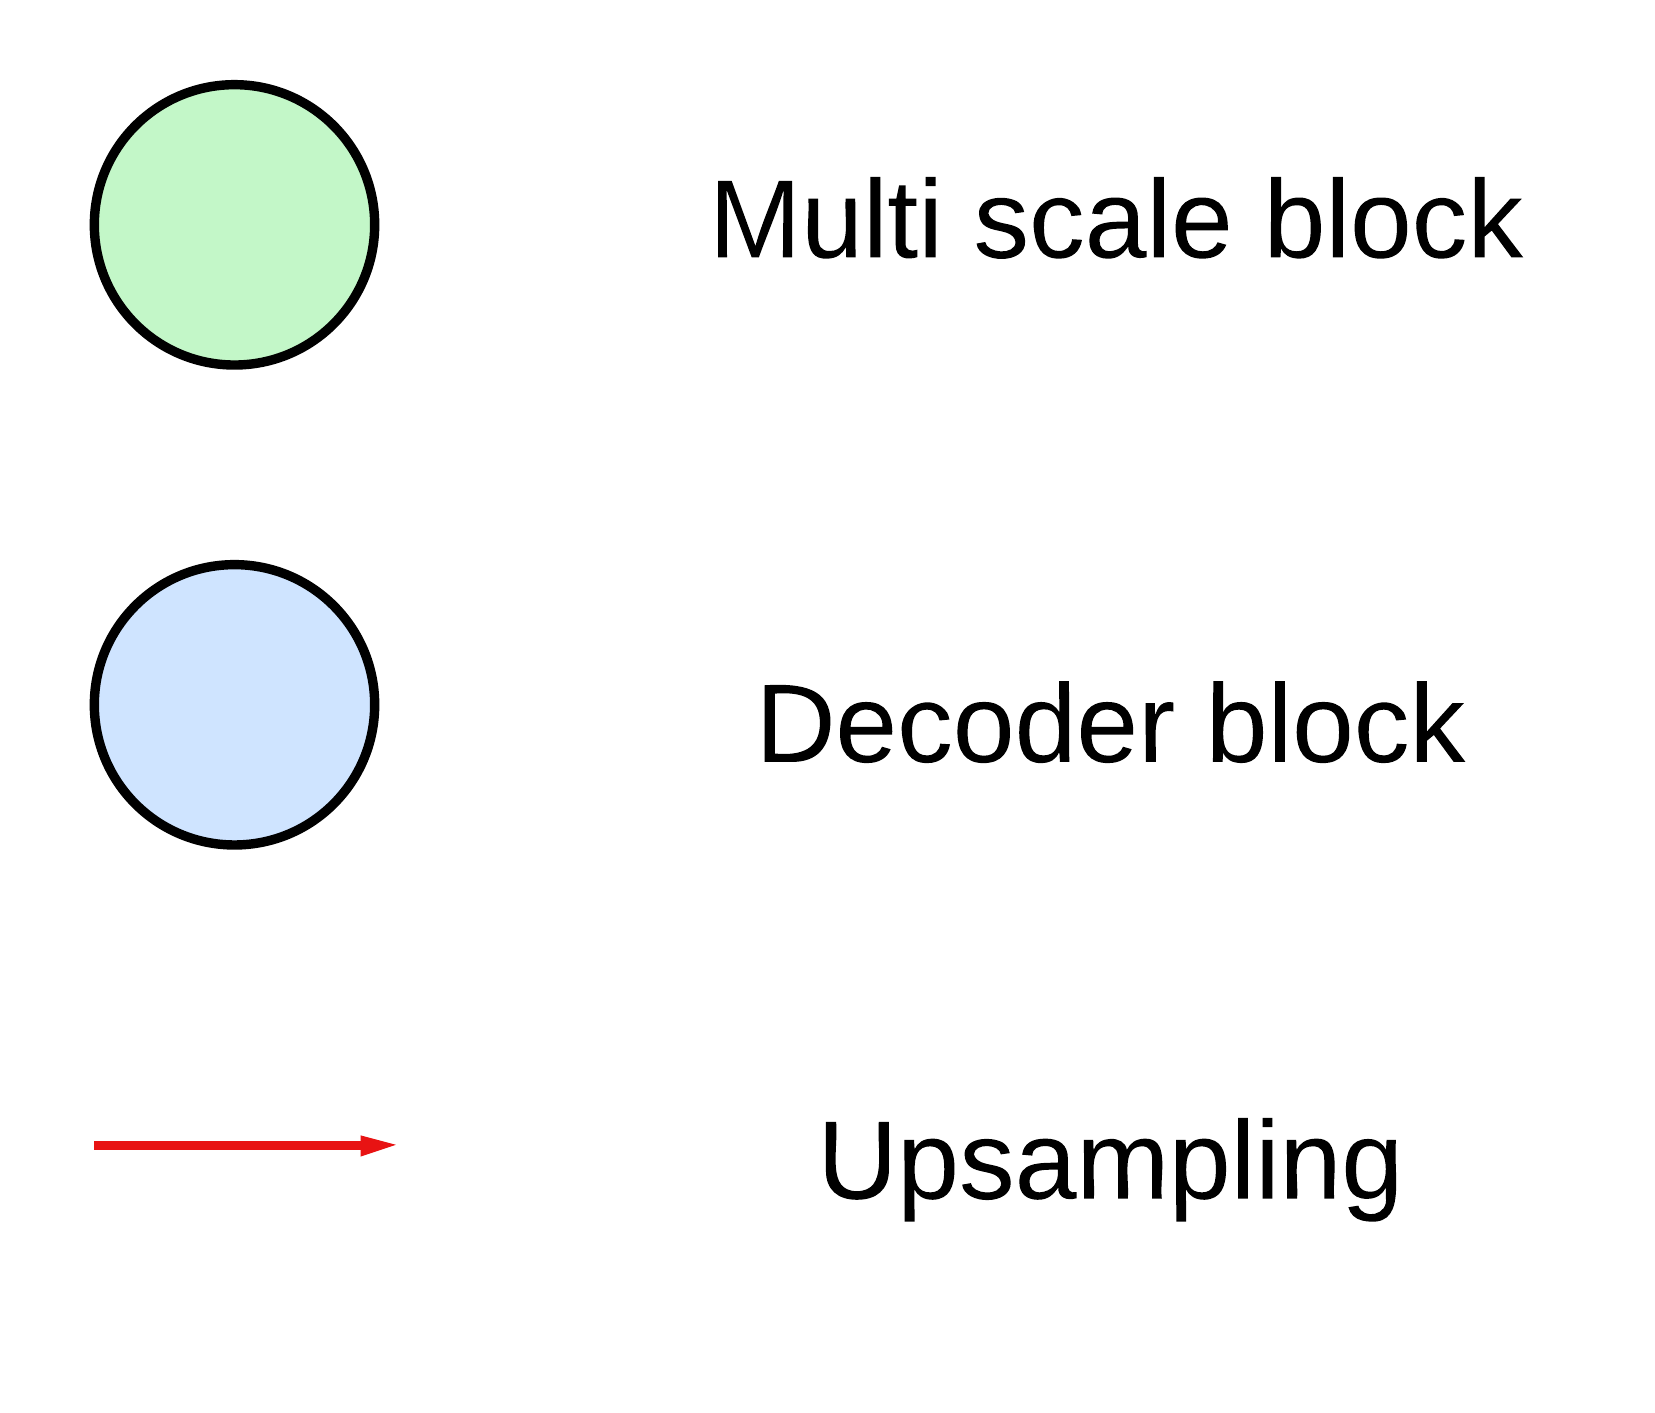 Multi scale block
Decoder block
Upsampling